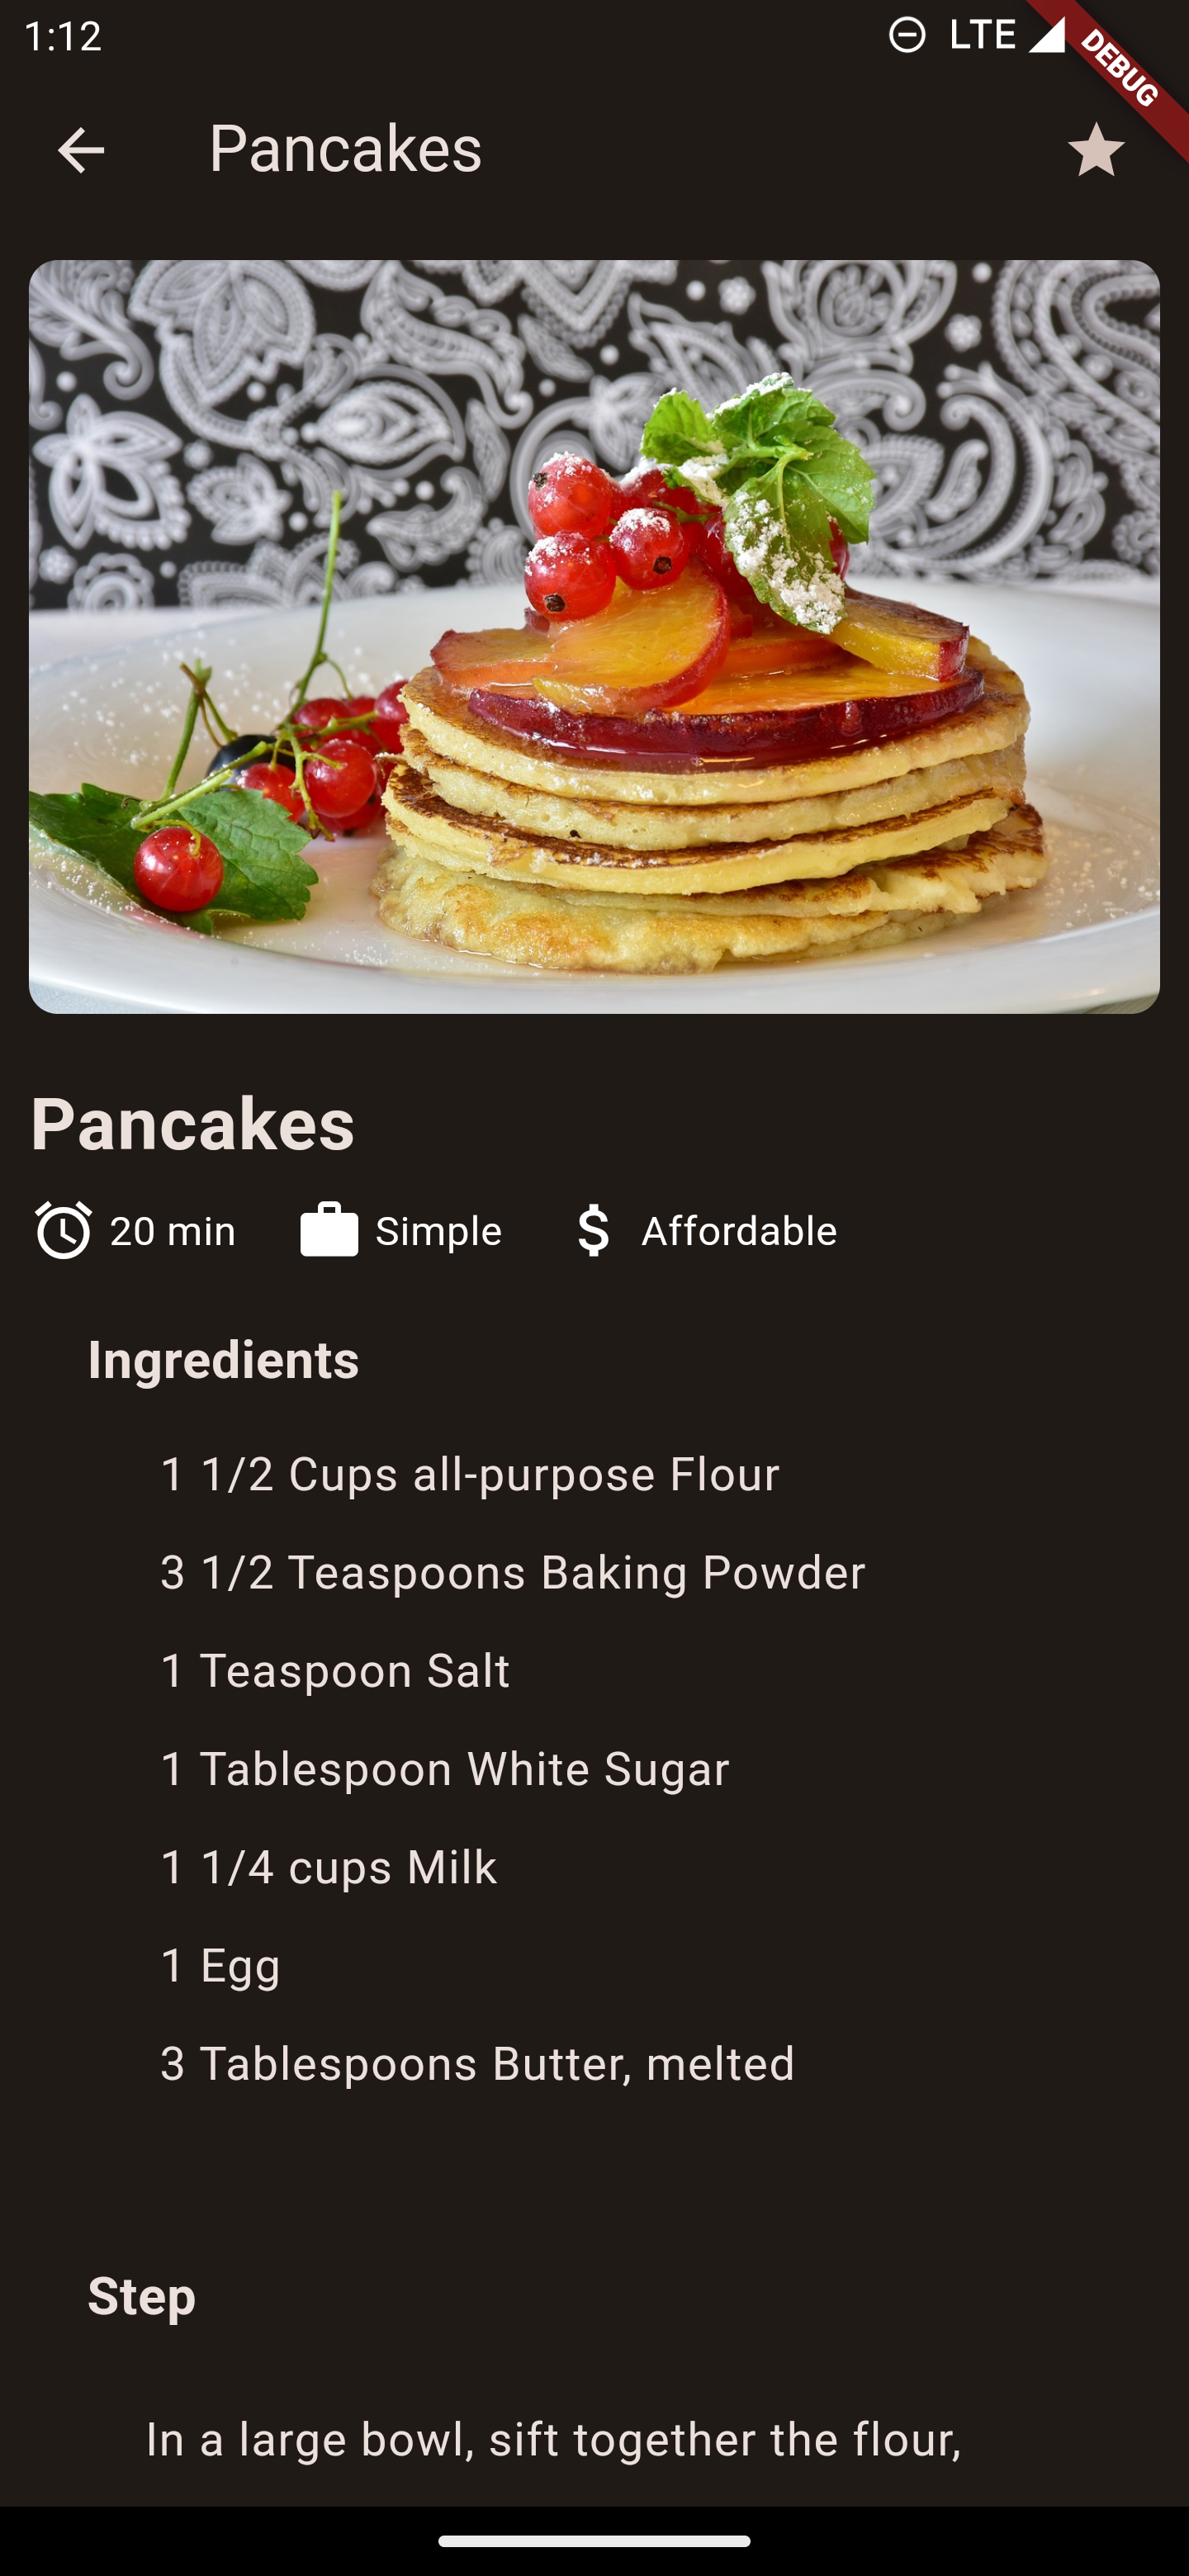 1:12
LTE
DEBUG
Pancakes
Pancakes
20 min
Simple
$ Affordable
Ingredients
1 1/2 Cups all-purpose Flour
3 1/2 Teaspoons Baking Powder
1 Teaspoon Salt
1 Tablespoon White Sugar
1 1/4 cups Milk
1 Egg
3 Tablespoons Butter, melted
Step
In a large bowl, sift together the flour,